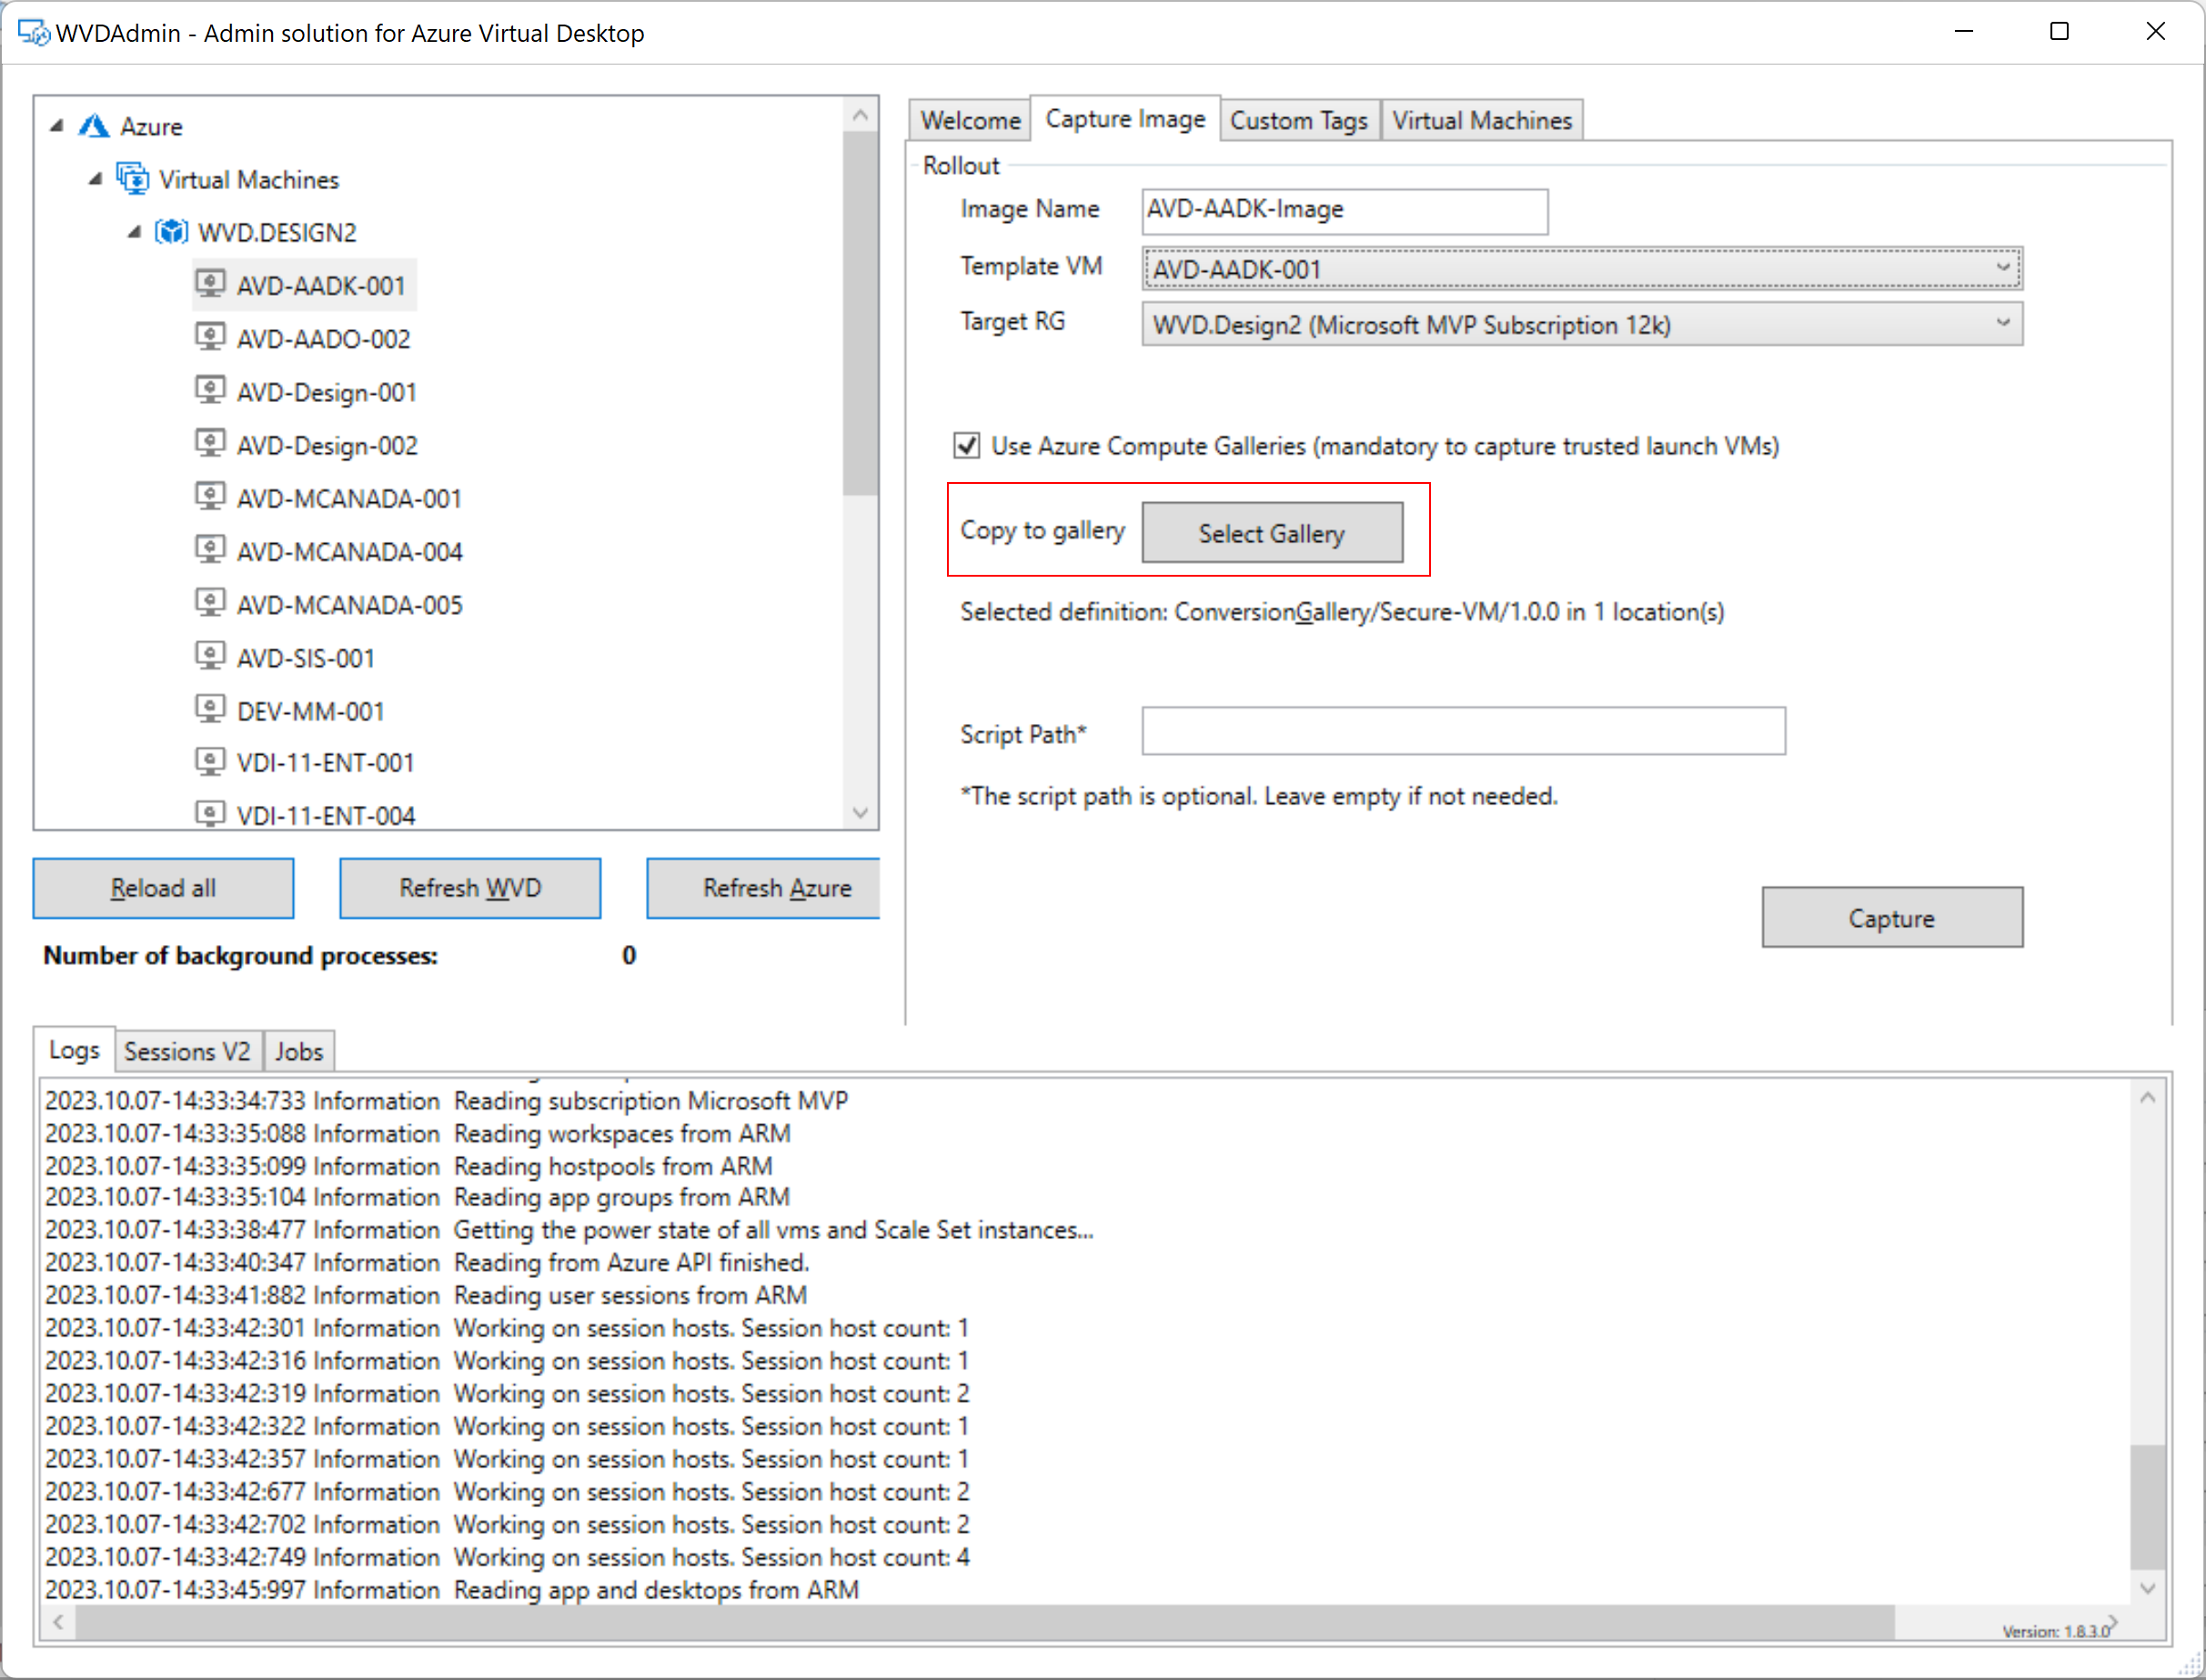 WVDAdmin - Admin solution for Azure Virtual Desktop
Azure
Virtual Machines
WVD.DESIGN2
AVD-AADK-001
AVD-AADO-002
AVD-Design-001
AVD-Design-002
AVD-MCANADA-001
AVD-MCANADA-004
AVD-MCANADA-005
AVD-SIS-001
DEV-MM-001
VDI-11-ENT-001
VDI-11-ENT-004
Reload all Refresh WVD Refresh Azure
Number of background processes: 0
Welcome Capture Image Custom Tags Virtual Machines
Rollout
Image Name AVD-AADK-Image
Template VM AVD-AADK-001
Target RG WVD.Design2 (Microsoft MVP Subscription 12k)
Use Azure Compute Galleries (mandatory to capture trusted launch VMs)
Copy to gallery Select Gallery
Selected definition: ConversionGallery/Secure-VM/1.0.0 in 1 location(s)
Script Path*
*The script path is optional. Leave empty if not needed.
Capture
Logs Sessions V2 Jobs
2023.10.07-14:33:34:733 Information Reading subscription Microsoft MVP
2023.10.07-14:33:35:088 Information Reading workspaces from ARM
2023.10.07-14:33:35:099 Information Reading hostpools from ARM
2023.10.07-14:33:35:104 Information Reading app groups from ARM
2023.10.07-14:33:38:477 Information Getting the power state of all vms and Scale Set instances...
2023.10.07-14:33:40:347 Information Reading from Azure API finished.
2023.10.07-14:33:41:882 Information Reading user sessions from ARM
2023.10.07-14:33:42:301 Information Working on session hosts. Session host count: 1
2023.10.07-14:33:42:316 Information Working on session hosts. Session host count: 1
2023.10.07-14:33:42:319 Information Working on session hosts. Session host count: 2
2023.10.07-14:33:42:322 Information Working on session hosts. Session host count: 1
2023.10.07-14:33:42:357 Information Working on session hosts. Session host count: 1
2023.10.07-14:33:42:677 Information Working on session hosts. Session host count: 2
2023.10.07-14:33:42:702 Information Working on session hosts. Session host count: 2
2023.10.07-14:33:42:749 Information Working on session hosts. Session host count: 4
2023.10.07-14:33:45:997 Information Reading app and desktops from ARM
Version: 1.8.3.0